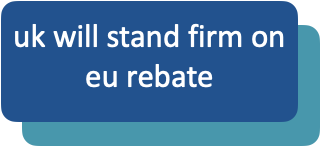 uk will stand firm on
eu rebate